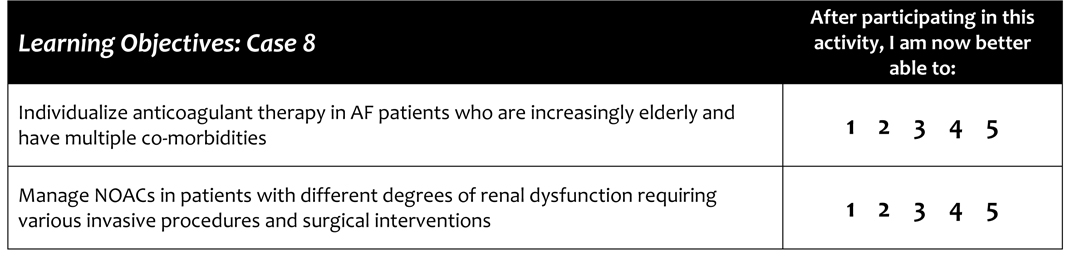 Learning Objectives: Case 8
After participating in this
activity, I am now better
able to:
Individualize anticoagulant therapy in AF patients who are increasingly elderly and
have multiple co-morbidities
1 2 3 4 5
Manage NOACs in patients with different degrees of renal dysfunction requiring
various invasive procedures and surgical interventions
1 2 3 4 5